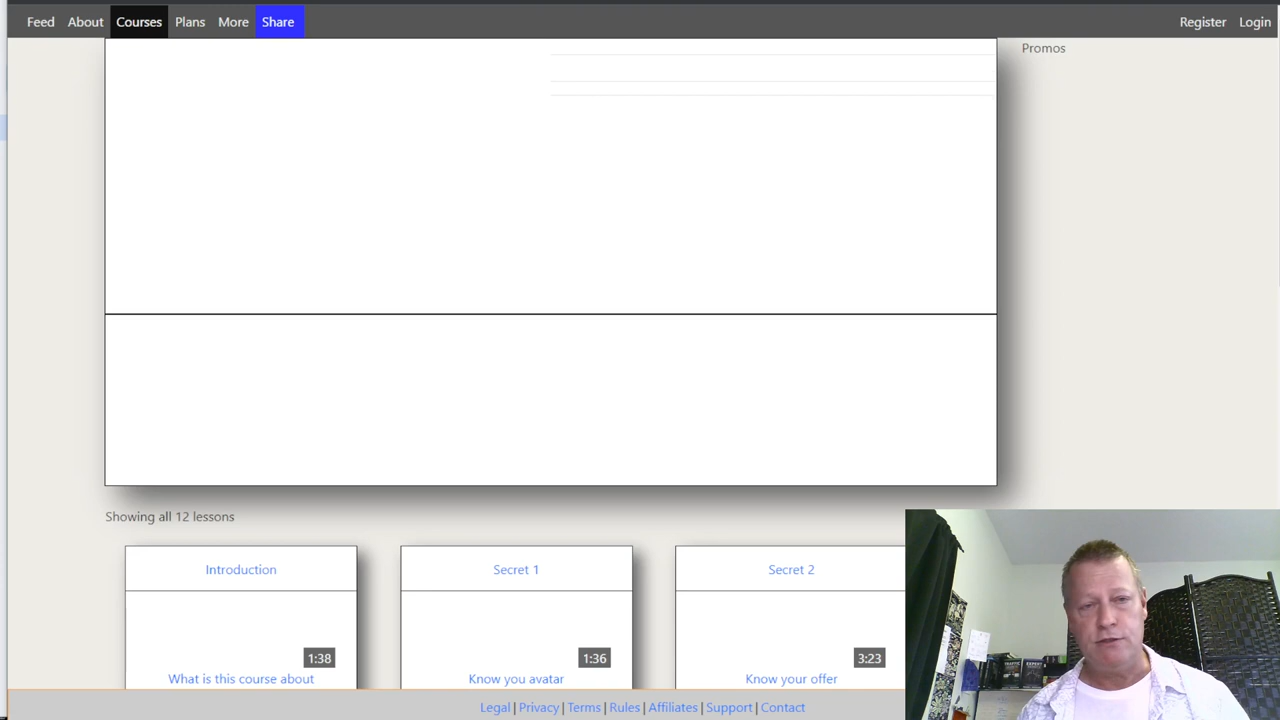 Feed About Courses Plans More Share Register Login
Promos
Showing all 12 lessons
Introduction
Secret 1
Secret 2
1:38
1:36
3:23
What is this course about
Know you avatar
Know your offer
Legal | Privacy | Terms | Rules | Affiliates | Support | Contact